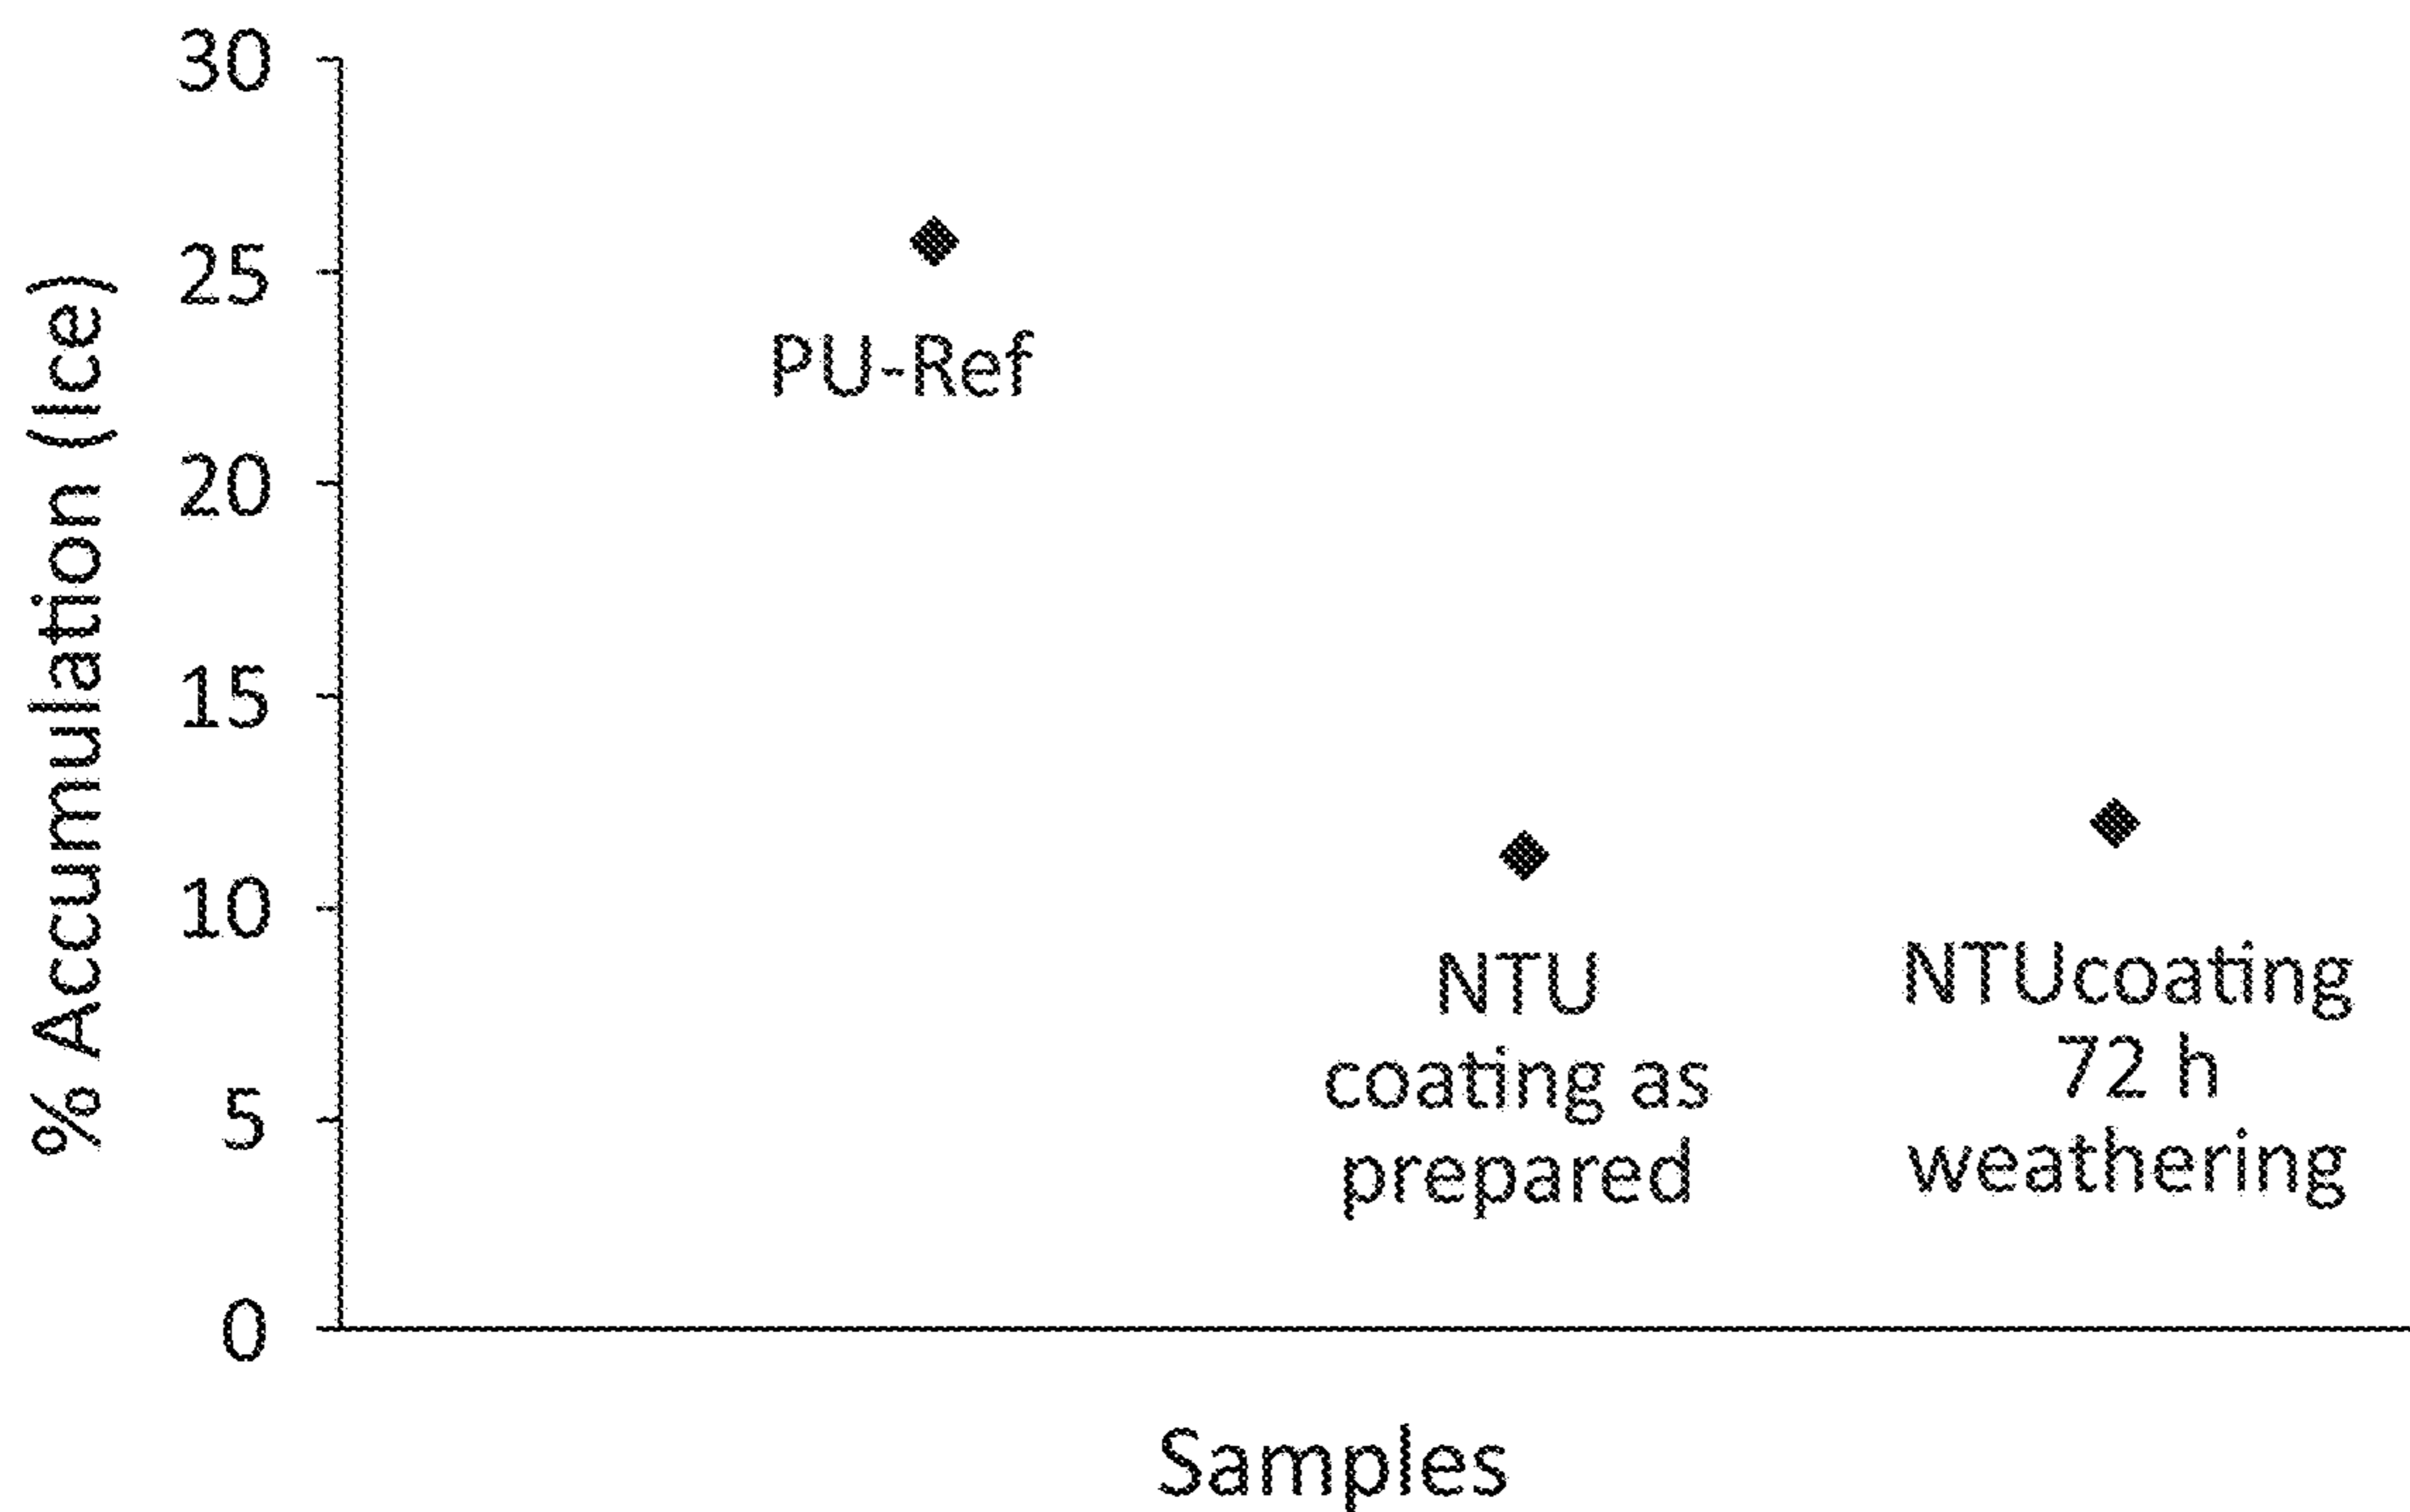 % Accumulation (Ice)
30
25
20
15
10
5
0
PU-Ref
NTU
coating as
prepared
NTUcoating
72 h
weathering
Samples